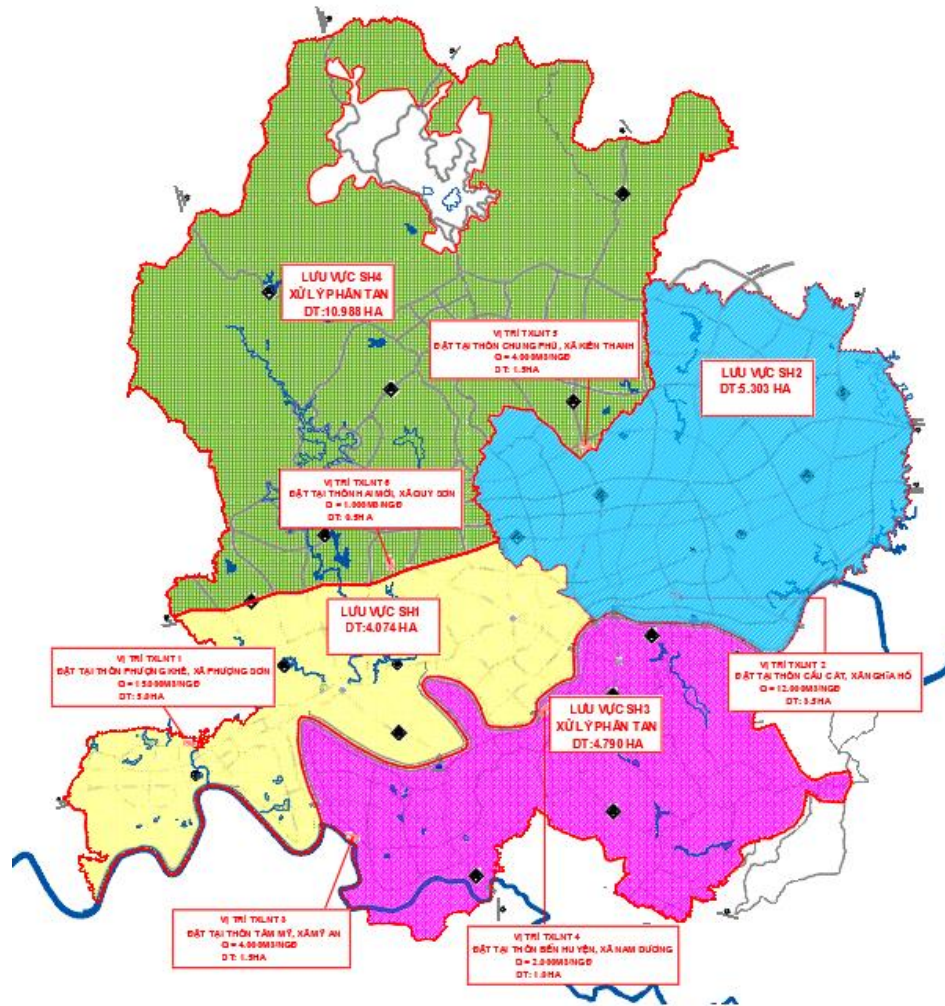 LƯU VỰC SH4
XỬ LÝ PHÂN TAN
DT:10.988 HA
VỊ TRÍ TXLNT 5
ĐẶT TẠI THÔN CHUNG PHÚ, XÃ KIÊN THANH
Q = 4.000M3/NGĐ
DT: 1.5HA
LƯU VỰC SH2
DT:5.303 HA
VỊ TRÍ TXLNT 6
ĐẶT TẠI THÔN HAI MỚI, XÃ QUÝ SƠN
Q = 1.000M3/NGĐ
DT: 0.5HA
LƯU VỰC SH1
DT:4.074 HA
VỊ TRÍ TXLNT 1
ĐẶT TẠI THÔN PHƯỢNG KHÊ, XÃ PHƯỢNG SƠN
Q = 15.000M3/NGĐ
DT: 5.0HA
VỊ TRÍ TXLNT 2
ĐẶT TẠI THÔN CẦU CÁT, XÃ NGHĨA HỒ
Q = 12.000M3/NGĐ
DT: 3.5HA
LƯU VỰC SH3
XỬ LÝ PHÂN TAN
DT:4.790 HA
VỊ TRÍ TXLNT 3
ĐẶT TẠI THÔN TÂM MỸ, XÃ MỸ AN
Q = 4.000M3/NGĐ
DT: 1.5HA
VỊ TRÍ TXLNT 4
ĐẶT TẠI THÔN BẾN HUYỆN, XÃ NAM DƯƠNG
Q = 2.000M3/NGĐ
DT: 1.0HA